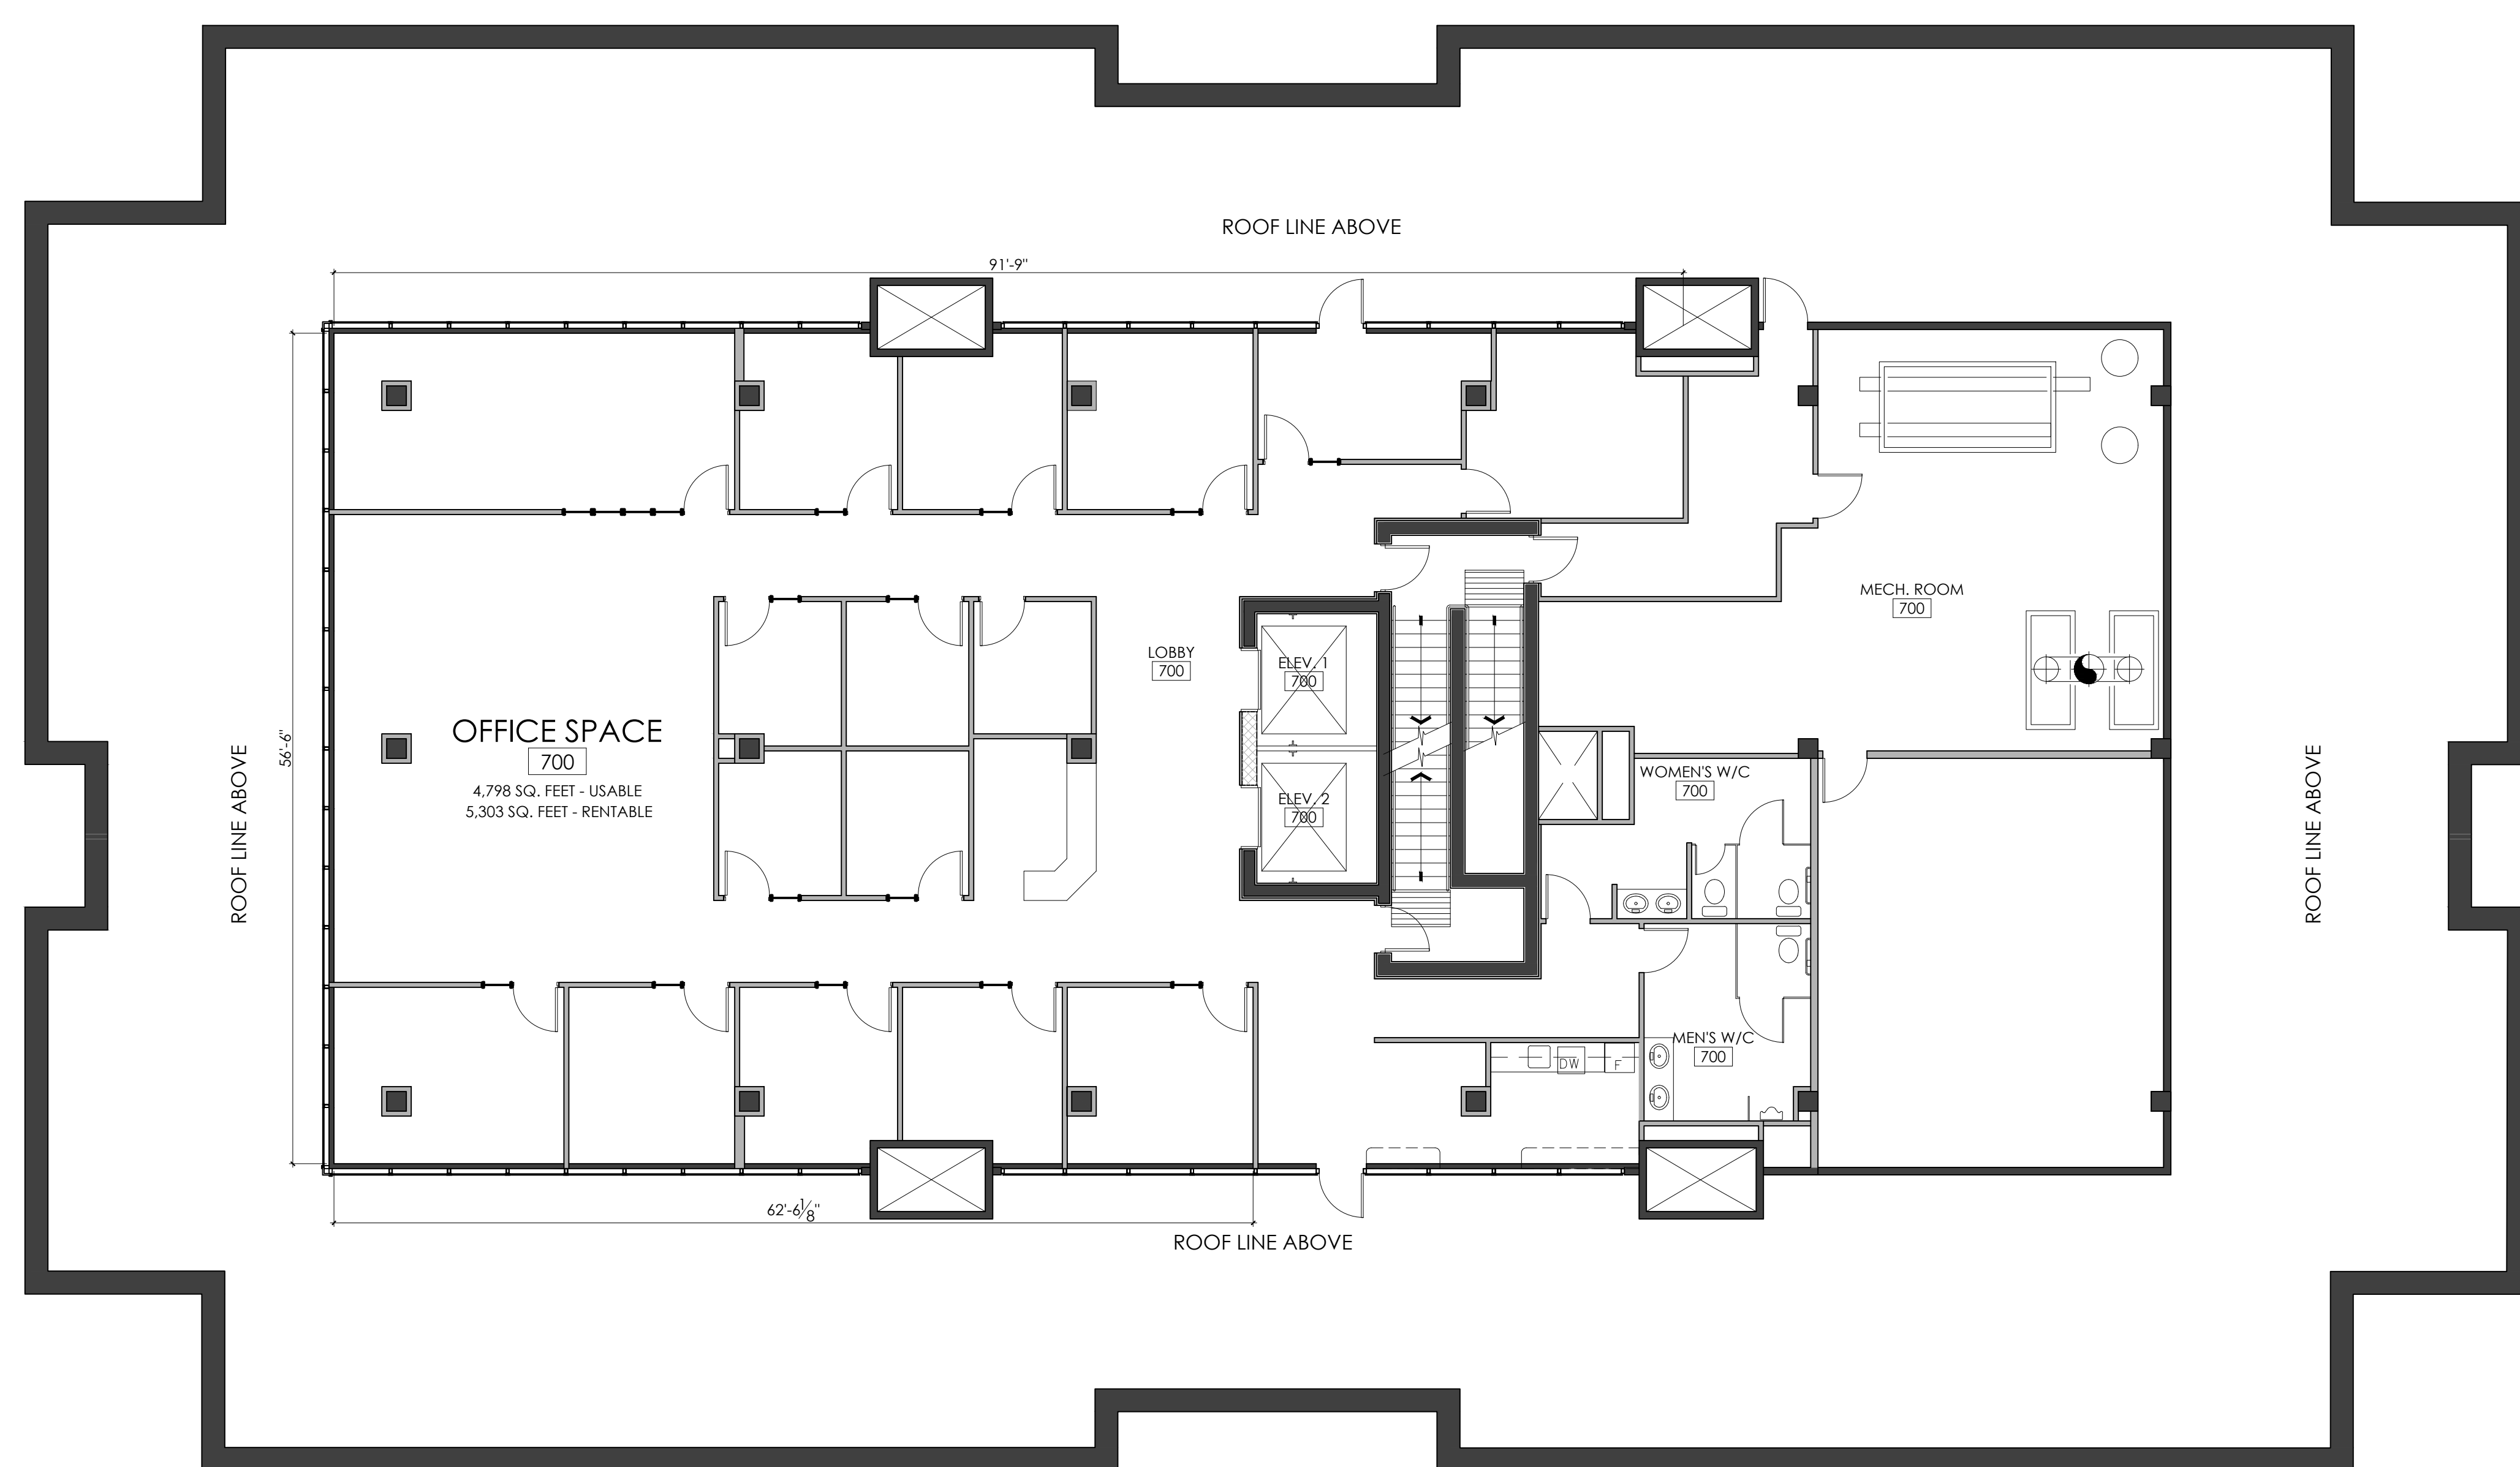 ROOF LINE ABOVE
91'-9"
MECH. ROOM
700
LOBBY
700
ELEV. 1
700
OFFICE SPACE
700
4,798 SQ. FEET - USABLE
5,303 SQ. FEET - RENTABLE
56'-6"
ROOF LINE ABOVE
ELEV. 2
700
WOMEN'S W/C
700
ROOF LINE ABOVE
MEN'S W/C
700
DW
F
62'-6 1/8"
ROOF LINE ABOVE